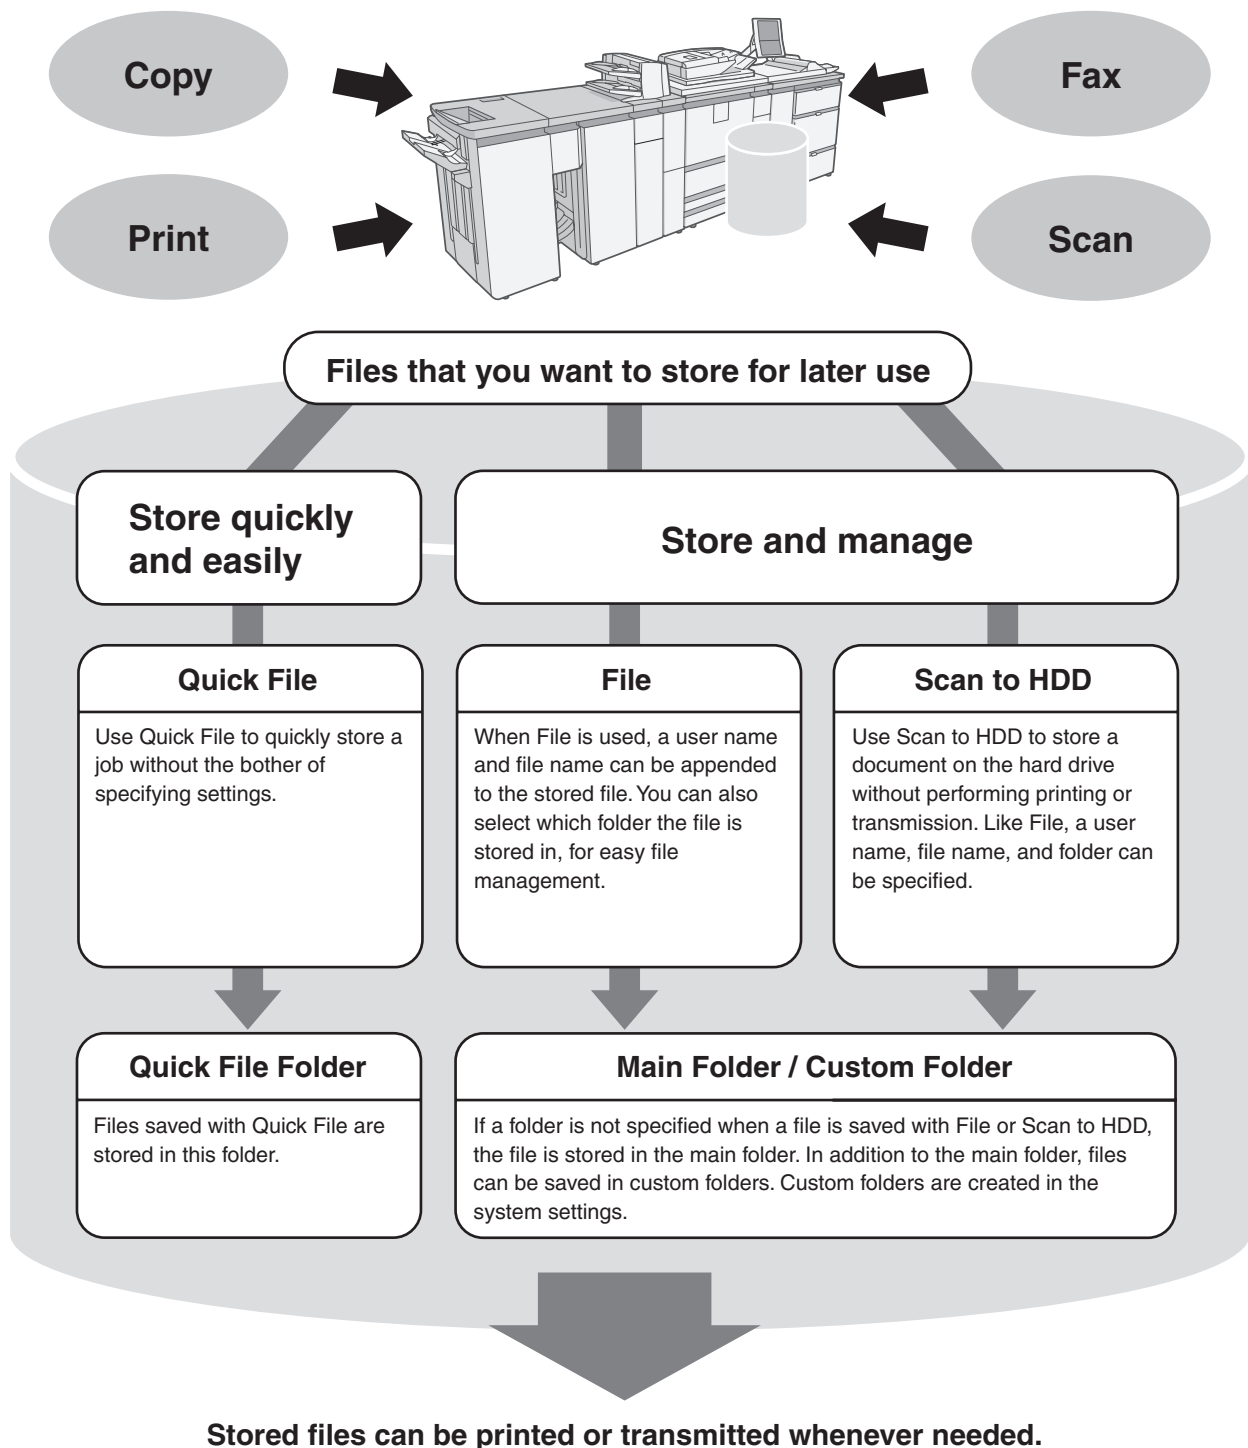 Copy
Fax
Print
Scan
Files that you want to store for later use
Store quickly
and easily
Store and manage
Quick File
Use Quick File to quickly store a
job without the bother of
specifying settings.
File
When File is used, a user name
and file name can be appended
to the stored file. You can also
select which folder the file is
stored in, for easy file
management.
Scan to HDD
Use Scan to HDD to store a
document on the hard drive
without performing printing or
transmission. Like File, a user
name, file name, and folder can
be specified.
Quick File Folder
Files saved with Quick File are
stored in this folder.
Main Folder / Custom Folder
If a folder is not specified when a file is saved with File or Scan to HDD,
the file is stored in the main folder. In addition to the main folder, files
can be saved in custom folders. Custom folders are created in the
system settings.
Stored files can be printed or transmitted whenever needed.